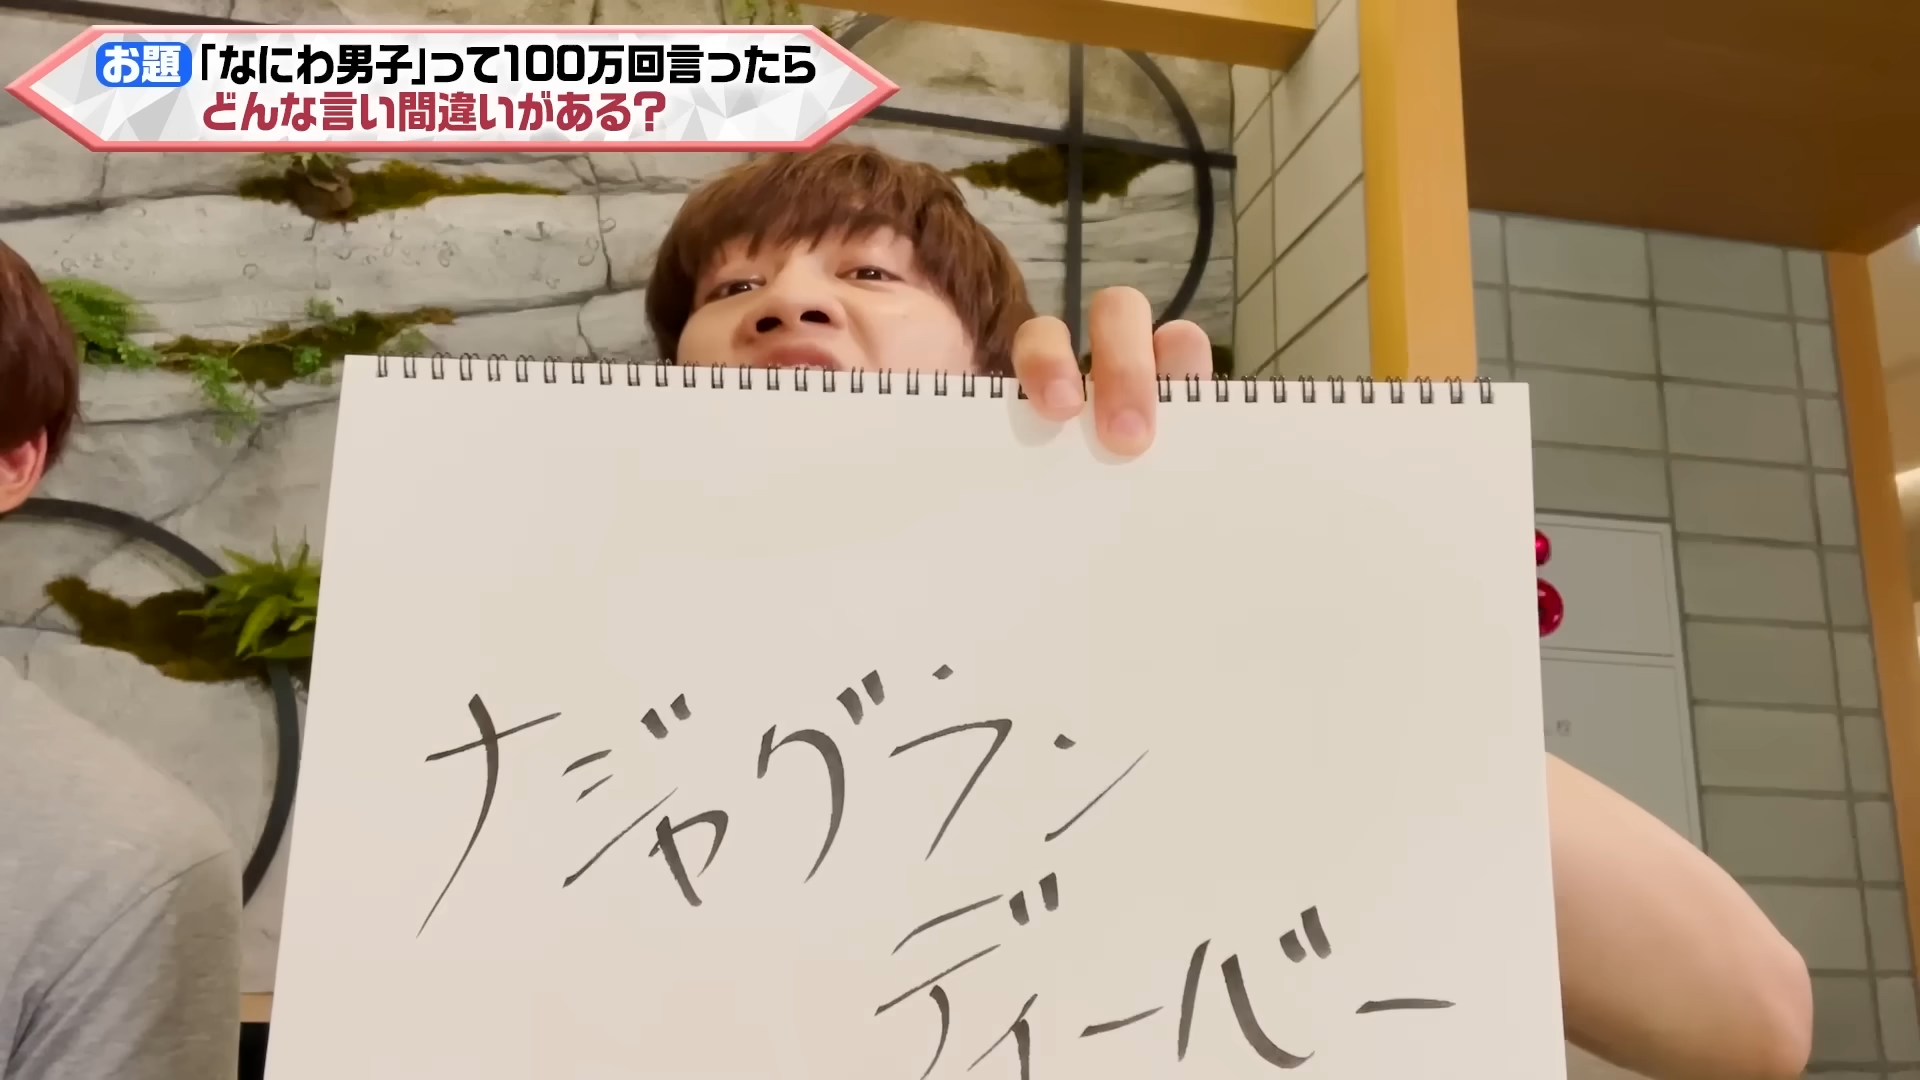 お題「なにわ男子」って100万回言ったら
どんな言い間違いがある？
ナジャグラン
ディーバー